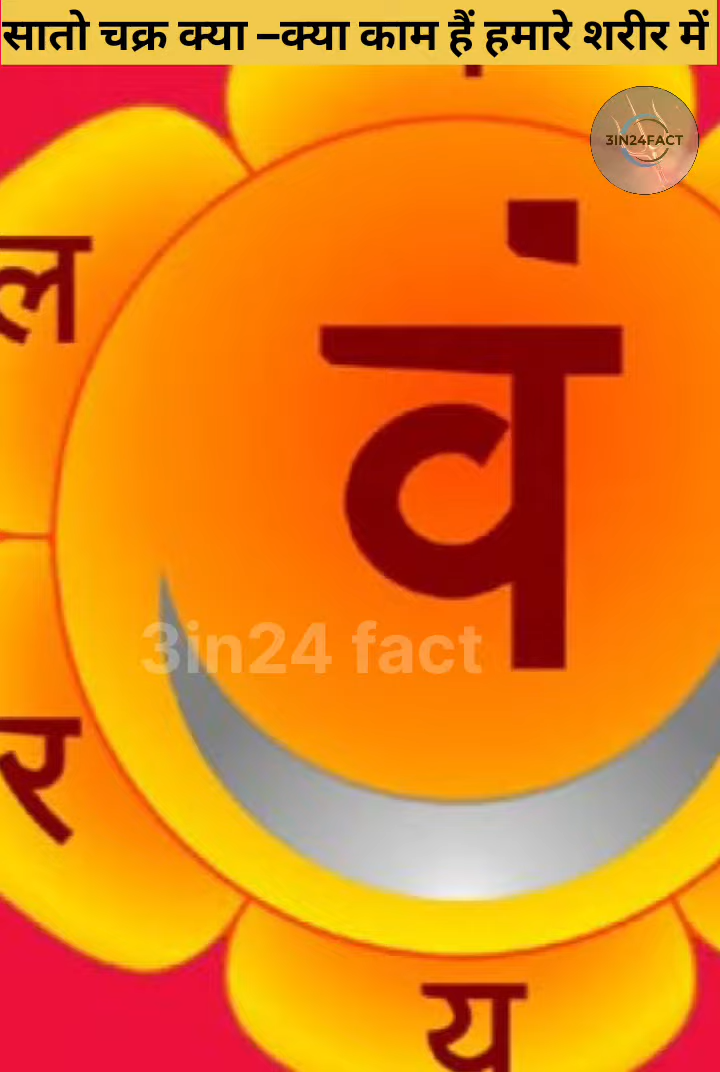 सातो चक्र क्या –क्या काम हैं हमारे शरीर में
3IN24FACT
वं
ल
3in24 fact
र
य